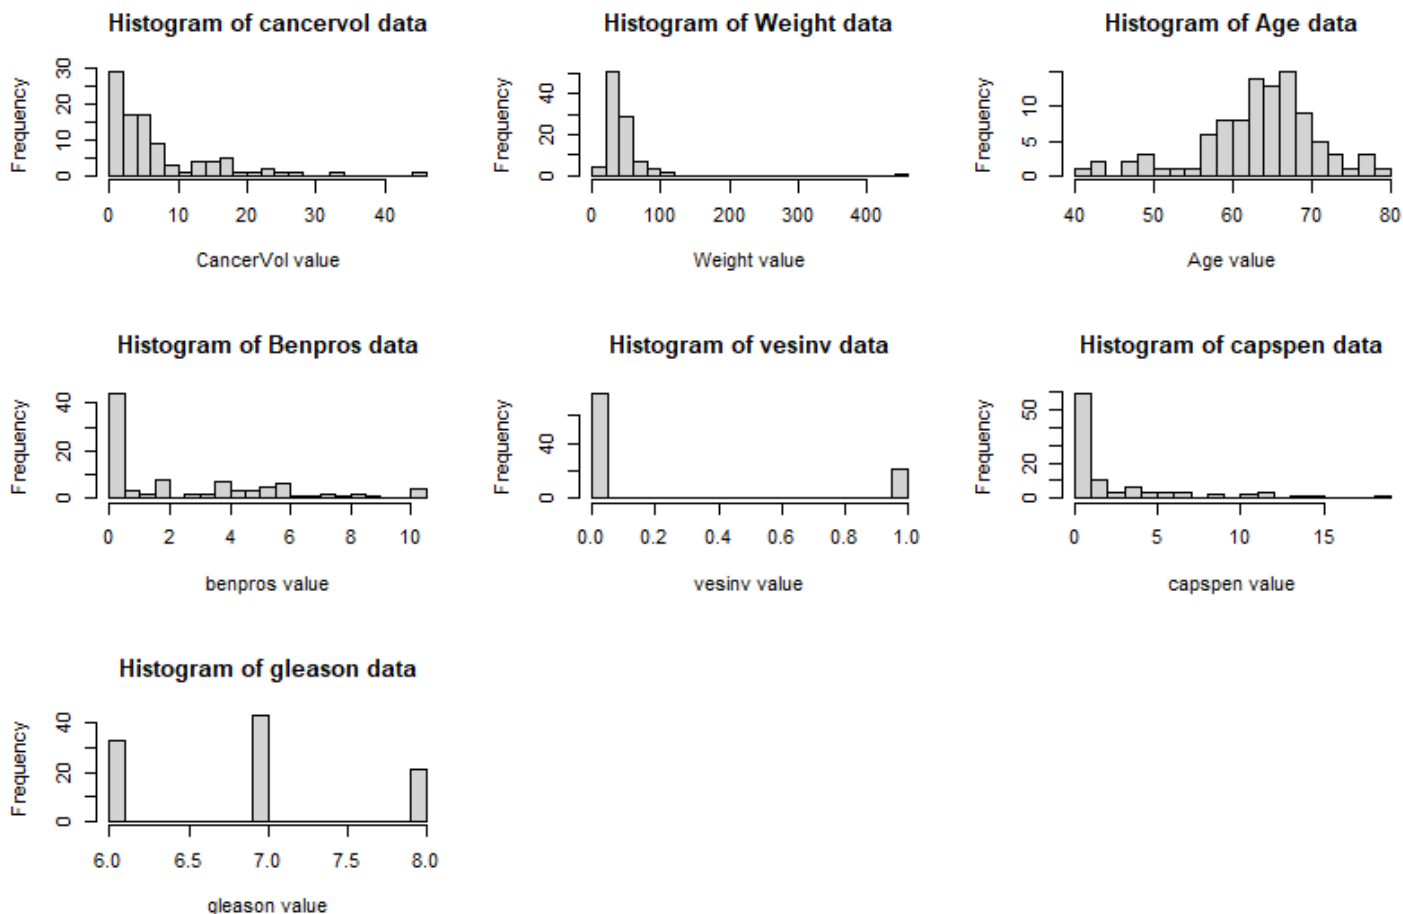 Histogram of cancervol data
Frequency
0 10 20 30
0 10 20 30 40
CancerVol value
Histogram of Weight data
Frequency
0 20 40
0 100 200 300 400
Weight value
Histogram of Age data
Frequency
0 5 10
40 50 60 70 80
Age value
Histogram of Benpros data
Frequency
0 20 40
0 2 4 6 8 10
benpros value
Histogram of vesinv data
Frequency
0 40
0.0 0.2 0.4 0.6 0.8 1.0
vesinv value
Histogram of capspen data
Frequency
0 20 50
0 5 10 15
capspen value
Histogram of gleason data
Frequency
0 20 40
6.0 6.5 7.0 7.5 8.0
gleason value